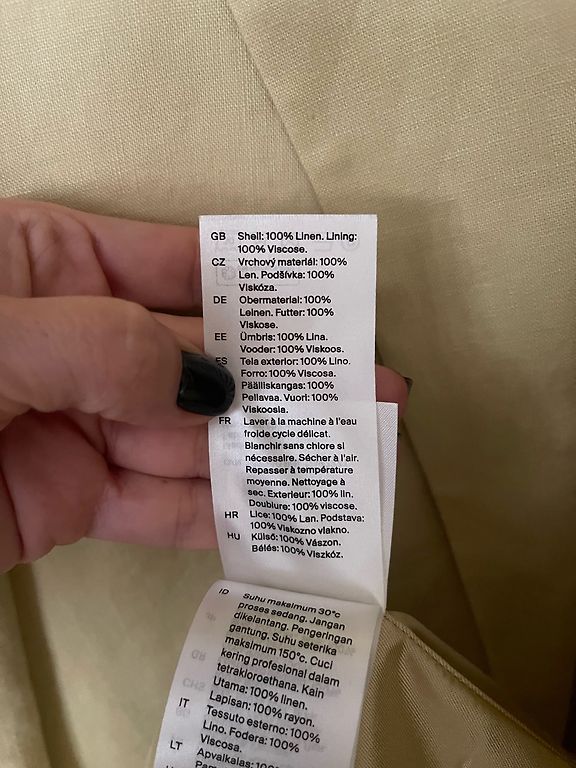 GB Shell: 100% Linen. Lining:
100% Viscose.
CZ Vrchový materiál: 100%
Len. Podšívka: 100%
Viskóza.
DE Obermaterial: 100%
Leinen. Futter: 100%
Viskose.
EE Ümbris: 100% Lina.
Vooder: 100% Viskoos.
ES Tela exterior: 100% Lino.
Forro: 100% Viscosa.
Päälliskangas: 100%
Pellavaa. Vuori: 100%
Viskoosia.
FR Laver à la machine à l'eau
froide cycle délicat.
Blanchir sans chlore si
nécessaire. Sécher à l'air.
Repasser à température
moyenne. Nettoyage à
sec. Exterieur: 100% lin.
Doublure: 100% viscose.
HR Lice: 100% Lan. Podstava:
100% Viskozno vlakno.
HU Külső: 100% Vászon.
Bélés: 100% Viszkóz.
ID Suhu maksimum 30°c
proses sedang. Jangan
dikelantang. Pengeringan
gantung. Suhu seterika
maksimum 150°c. Cuci
kering profesional dalam
tetrakloroethana. Kain
Utama: 100% linen.
Lapisan: 100% rayon.
IT Tessuto esterno: 100%
Lino. Fodera: 100%
Viscosa.
LT Apvalkalas: 100%